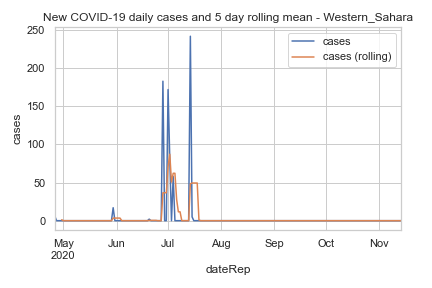 New COVID-19 daily cases and 5 day rolling mean - Western_Sahara
cases
cases (rolling)
250
200
150
100
50
0
cases
May Jun Jul Aug Sep Oct Nov
2020
dateRep